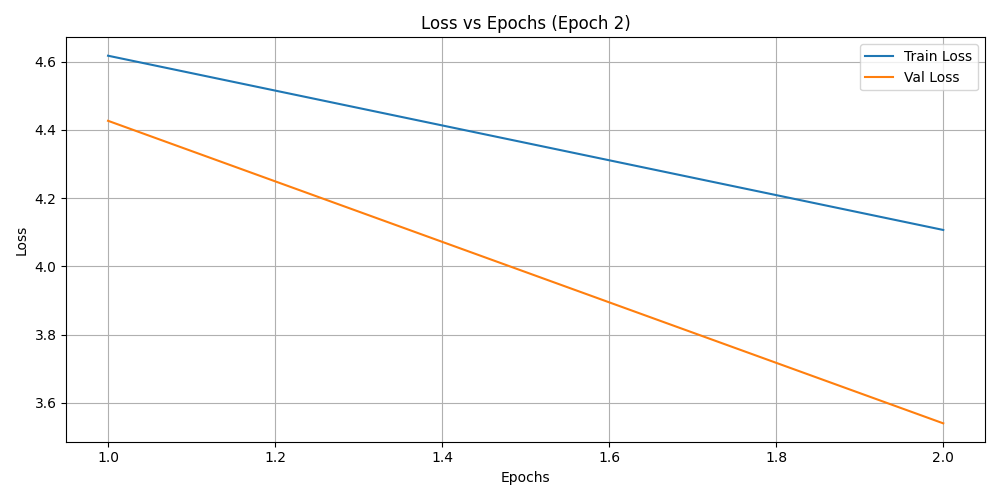 Loss vs Epochs (Epoch 2)
Train Loss
Val Loss
4.6
4.4
4.2
4.0
3.8
3.6
Loss
1.0 1.2 1.4 1.6 1.8 2.0
Epochs